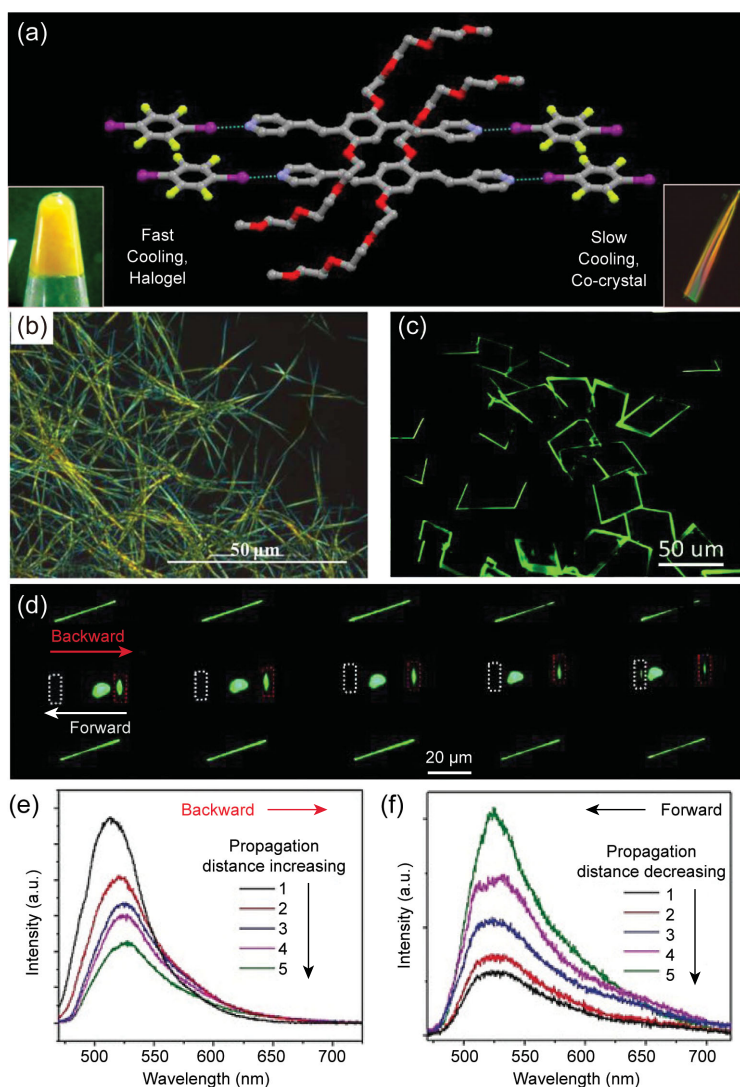 (a)
Fast
Cooling,
Halogel
Slow
Cooling,
Co-crystal
(b)
50 μm
(c)
50 um
(d)
Backward
Forward
20 μm
(e)
Backward
Propagation
distance increasing
1
2
3
4
5
Intensity (a.u.)
500 550 600 650 700
Wavelength (nm)
(f)
Forward
Propagation
distance decreasing
1
2
3
4
5
Intensity (a.u.)
500 550 600 650 700
Wavelength (nm)